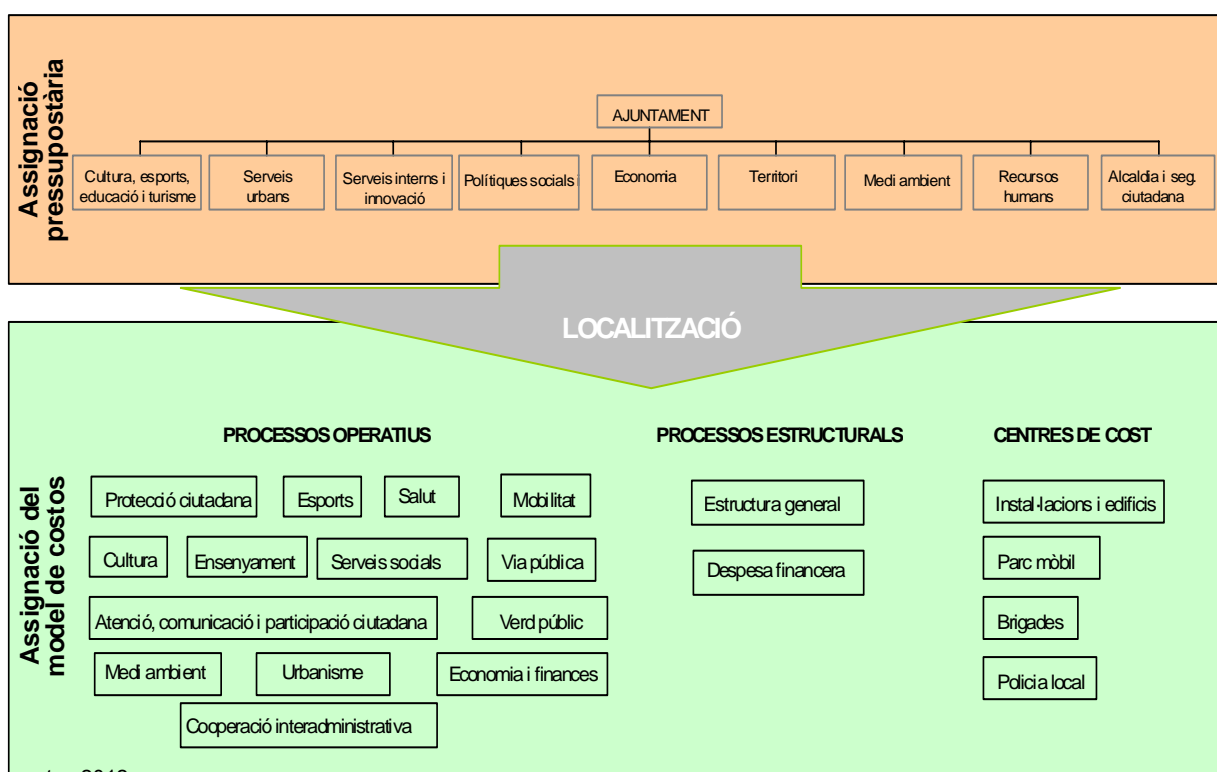 Assignació
pressupostària
AJUNTAMENT
Cultura, esports,
educació i turisme
Serveis
urbans
Serveis interns i
innovació
Polítiques socials i
Economia
Territori
Medi ambient
Recursos
humans
Alcaldia i seg.
ciutadana
LOCALITZACIÓ
Assignació del
model de costos
PROCESSOS OPERATIUS
PROCESSOS ESTRUCTURALS
CENTRES DE COST
Protecció ciutadana
Esports
Salut
Mobilitat
Estructura general
Instal·lacions i edificis
Cultura
Ensenyament
Serveis socials
Via pública
Despesa financera
Parc mòbil
Atenció, comunicació i participació ciutadana
Verd públic
Brigades
Medi ambient
Urbanisme
Economia i finances
Policia local
Cooperació interadministrativa